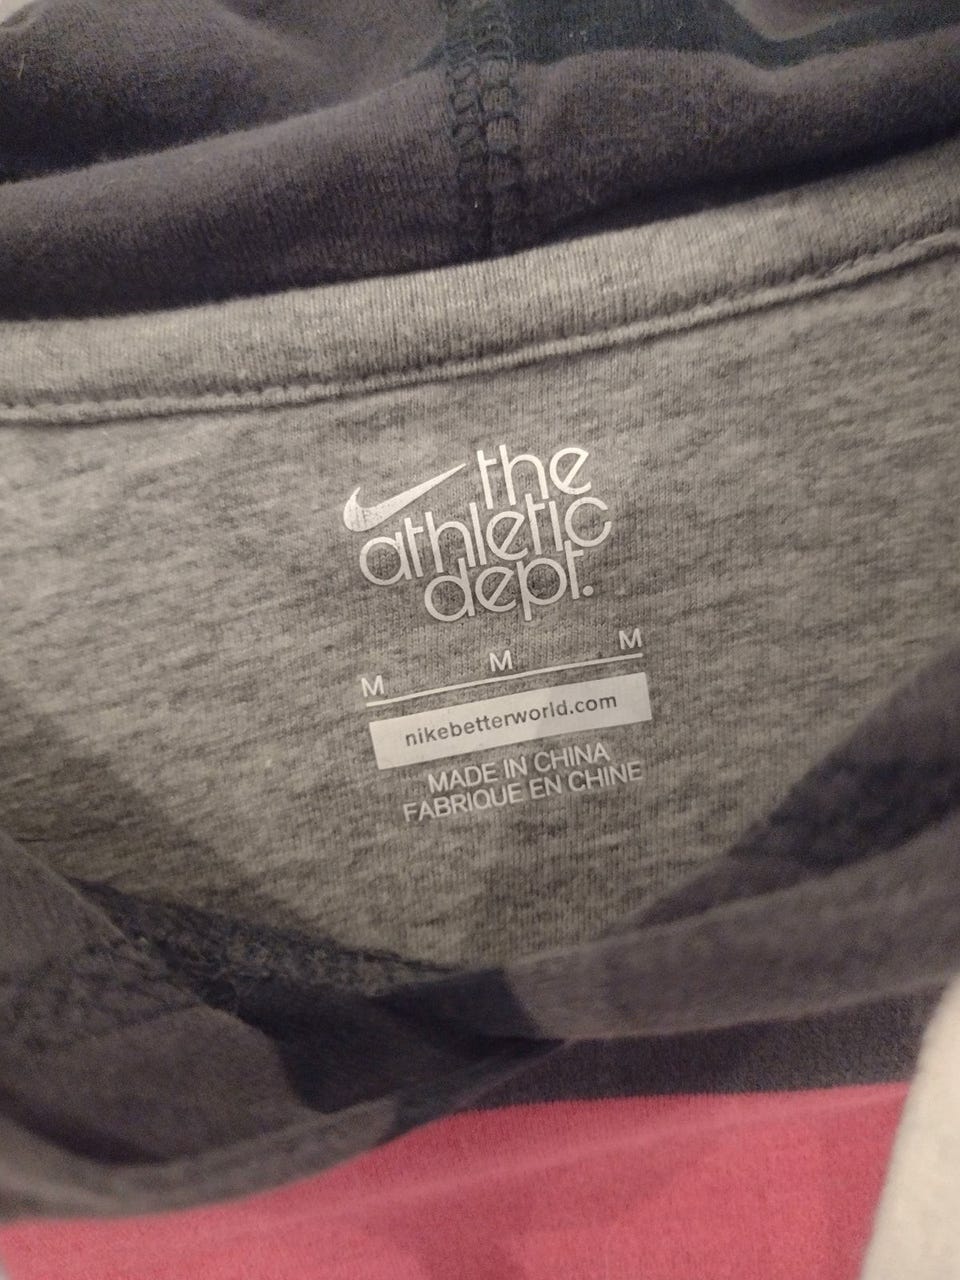 the
athletic
dept.
M M M
nikebetterworld.com
MADE IN CHINA
FABRIQUE EN CHINE